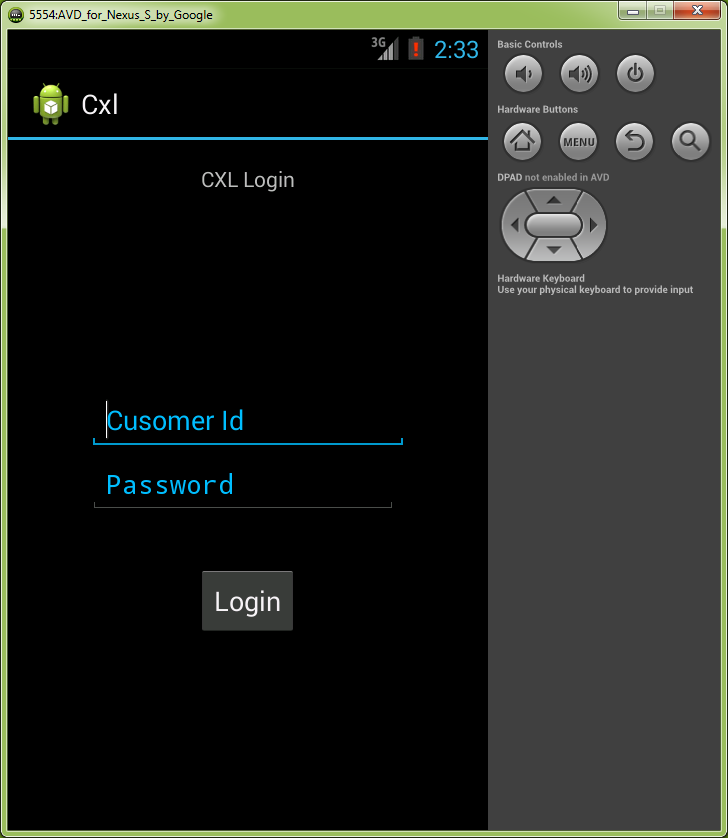 5554:AVD_for_Nexus_S_by_Google
3G 2:33
Cxl
CXL Login
Cusomer Id
Password
Login
Basic Controls
Hardware Buttons
MENU
DPAD not enabled in AVD
Hardware Keyboard
Use your physical keyboard to provide input